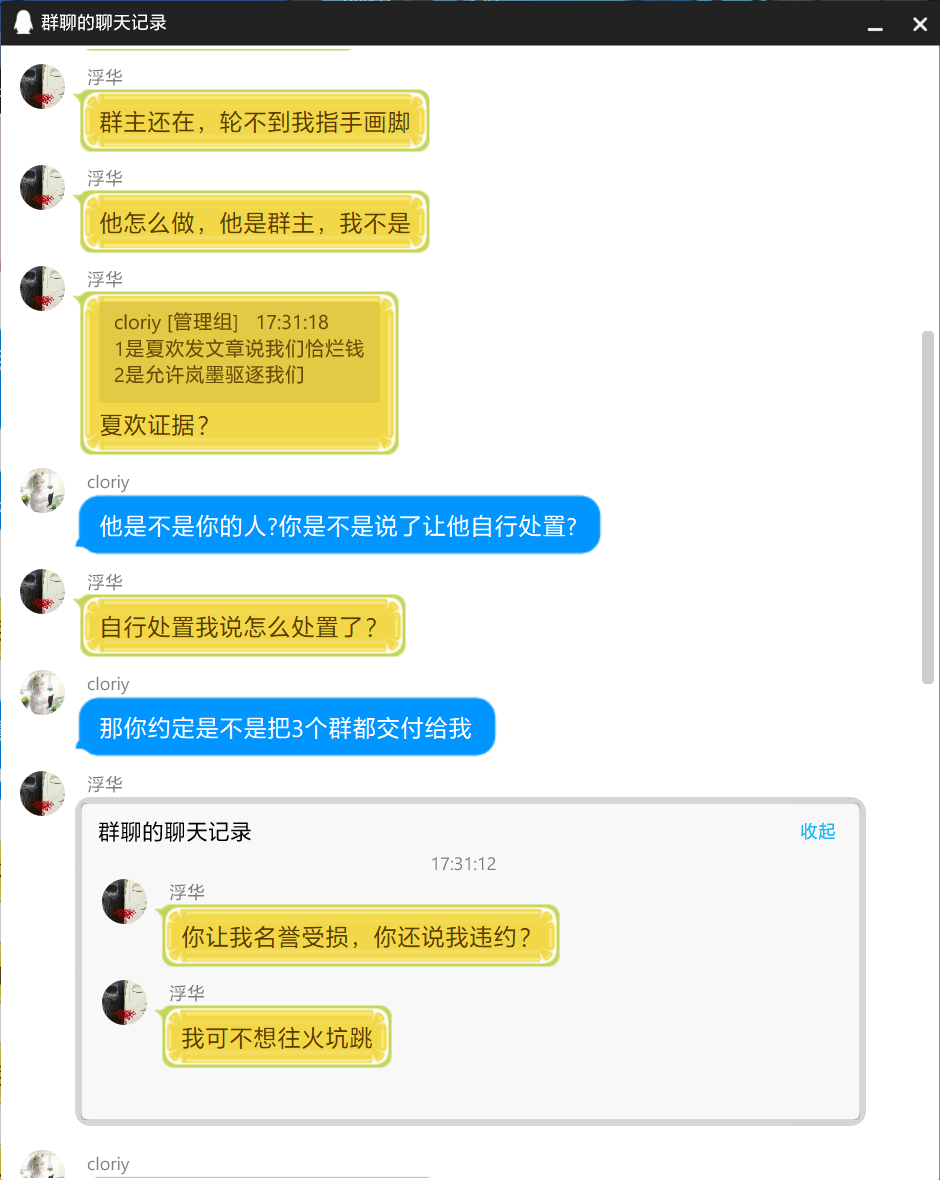 群聊的聊天记录
浮华
群主还在，轮不到我指手画脚
浮华
他怎么做，他是群主，我不是
浮华
cloriy [管理组] 17:31:18
1是夏欢发文章说我们恰烂钱
2是允许岚墨驱逐我们
夏欢证据？
cloriy
他是不是你的人?你是不是说了让他自行处置?
浮华
自行处置我说怎么处置了？
cloriy
那你约定是不是把3个群都交付给我
浮华
群聊的聊天记录
收起
17:31:12
浮华
你让我名誉受损，你还说我违约？
浮华
我可不想往火坑跳
cloriy